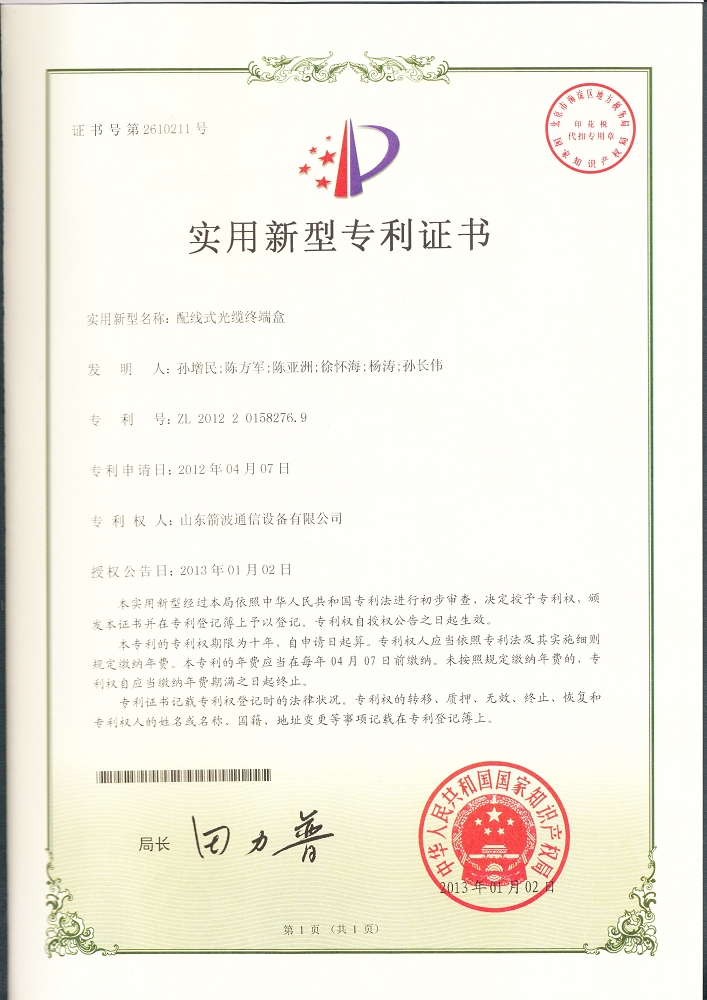 证书号第2610211号
北京市海淀区地方税务局
印花税
代扣专用章
国家知识产权局
实用新型专利证书
实用新型名称：配线式光缆终端盒
发明人：孙增民;陈方军;陈亚洲;徐怀海;杨涛;孙长伟
专利号：ZL 2012 2 0158276.9
专利申请日：2012年04月07日
专利权人：山东箭波通信设备有限公司
授权公告日：2013年01月02日
本实用新型经过本局依照中华人民共和国专利法进行初步审查，决定授予专利权，颁
发本证书并在专利登记簿上予以登记。专利权自授权公告之日起生效。
本专利的专利权期限为十年，自申请日起算。专利权人应当依照专利法及其实施细则
规定缴纳年费。本专利的年费应当在每年04月07日前缴纳。未按照规定缴纳年费的，专
利权自应当缴纳年费期满之日起终止。
专利证书记载专利权登记时的法律状况。专利权的转移、质押、无效、终止、恢复和
专利权人的姓名或名称、国籍、地址变更等事项记载在专利登记簿上。
局长 田力普
中华人民共和国国家知识产权局
2013年01月02日
第1页（共1页）